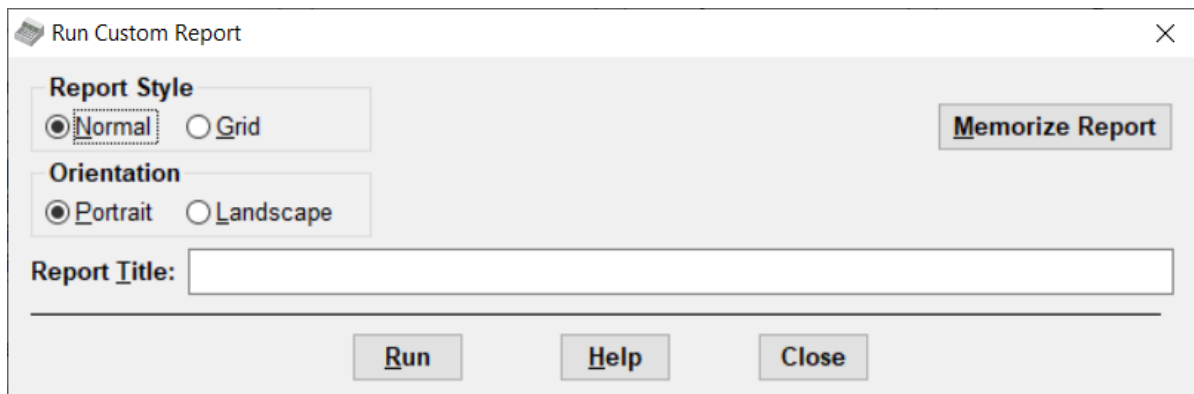 Run Custom Report
Report Style
Normal Grid
Memorize Report
Orientation
Portrait Landscape
Report Title:
Run Help Close